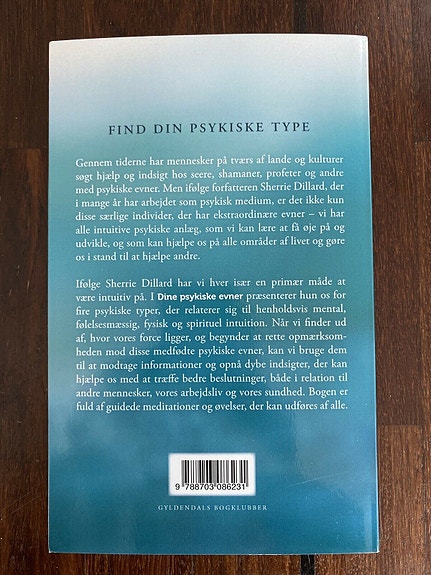 FIND DIN PSYKISKE TYPE
Gennem tiderne har mennesker på tværs af lande og kulturer
søgt hjælp og indsigt hos seere, shamaner, profeter og andre
med psykiske evner. Men ifølge forfatteren Sherrie Dillard, der
i mange år har arbejdet som psykisk medium, er det ikke kun
disse særlige individer, der har ekstraordinære evner – vi har
alle intuitive psykiske anlæg, som vi kan lære at få øje på og
udvikle, og som kan hjælpe os på alle områder af livet og gøre
os i stand til at hjælpe andre.
Ifølge Sherrie Dillard har vi hver især en primær måde at
være intuitiv på. I Dine psykiske evner præsenterer hun os for
fire psykiske typer, der relaterer sig til henholdsvis mental,
følelsesmæssig, fysisk og spirituel intuition. Når vi finder ud
af, hvor vores force ligger, og begynder at rette opmærksom-
heden mod disse medfødte psykiske evner, kan vi bruge dem
til at modtage informationer og opnå dybe indsigter, der kan
hjælpe os med at træffe bedre beslutninger, både i relation til
andre mennesker, vores arbejdsliv og vores sundhed. Bogen er
fuld af guidede meditationer og øvelser, der kan udføres af alle.
9 788703 086231
GYLDENDALS BOGKLUBBER